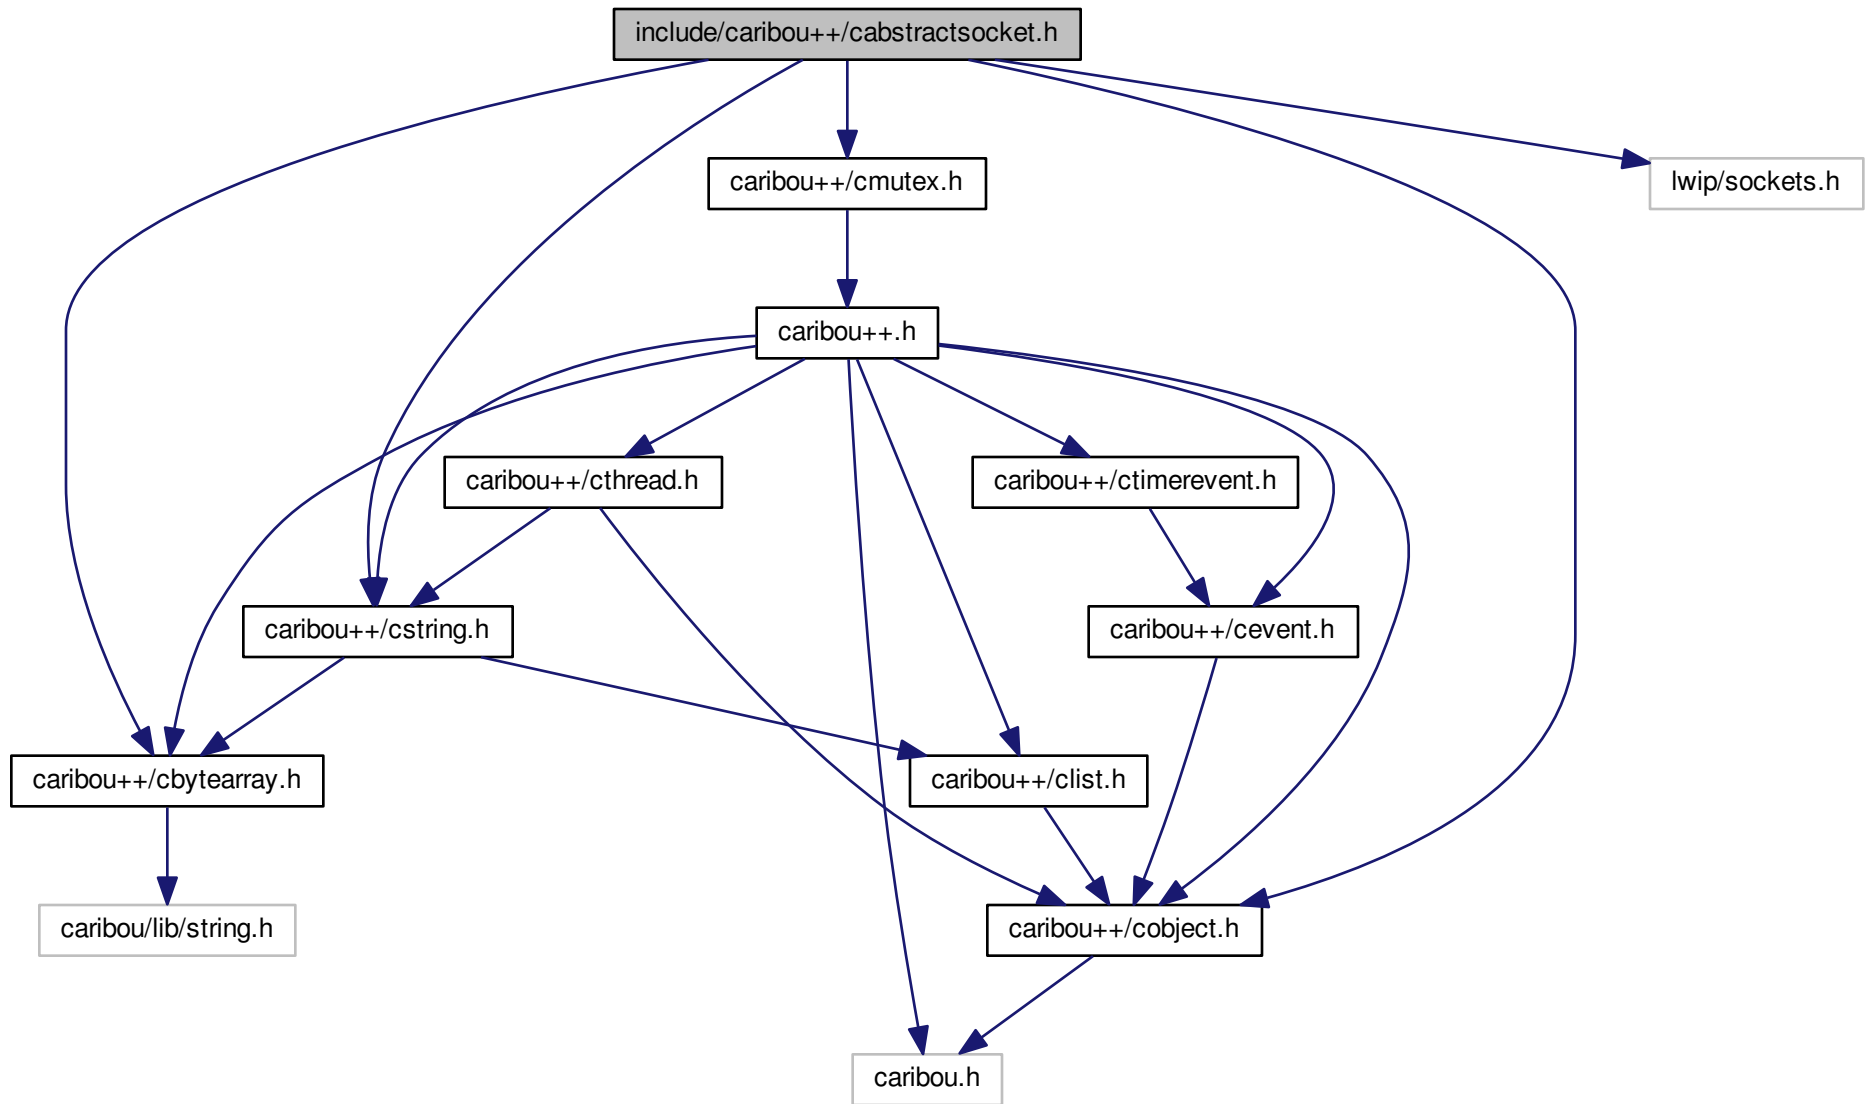 include/caribou++/cabstractsocket.h
caribou++/cmutex.h
lwip/sockets.h
caribou++.h
caribou++/cthread.h
caribou++/ctimerevent.h
caribou++/cstring.h
caribou++/cevent.h
caribou++/cbytearray.h
caribou++/clist.h
caribou/lib/string.h
caribou++/cobject.h
caribou.h